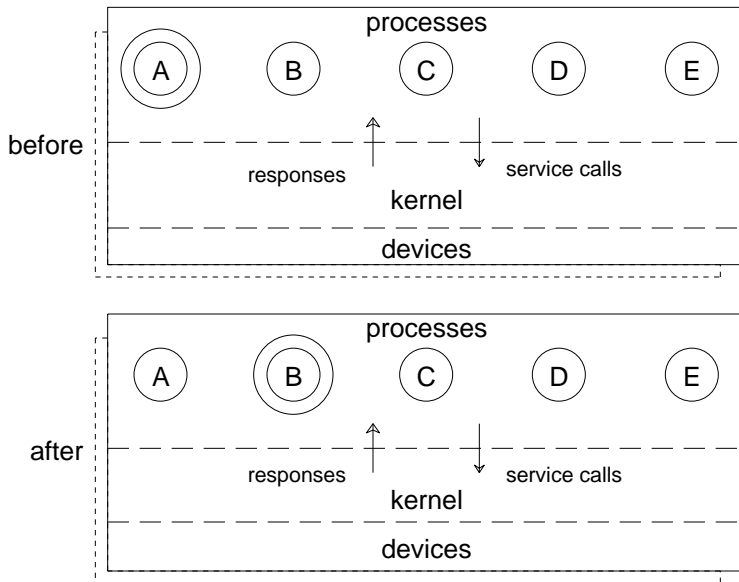 processes
A B C D E
before
responses service calls
kernel
devices
processes
A B C D E
after
responses service calls
kernel
devices